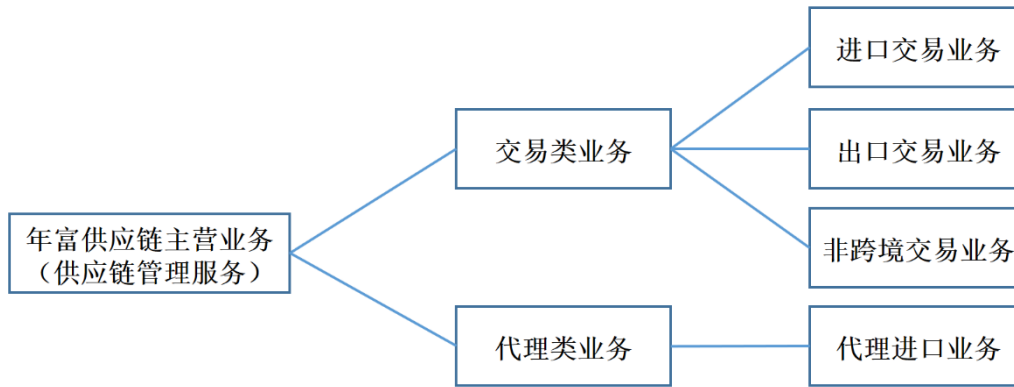 进口交易业务
交易类业务
出口交易业务
年富供应链主营业务
（供应链管理服务）
非跨境交易业务
代理类业务
代理进口业务